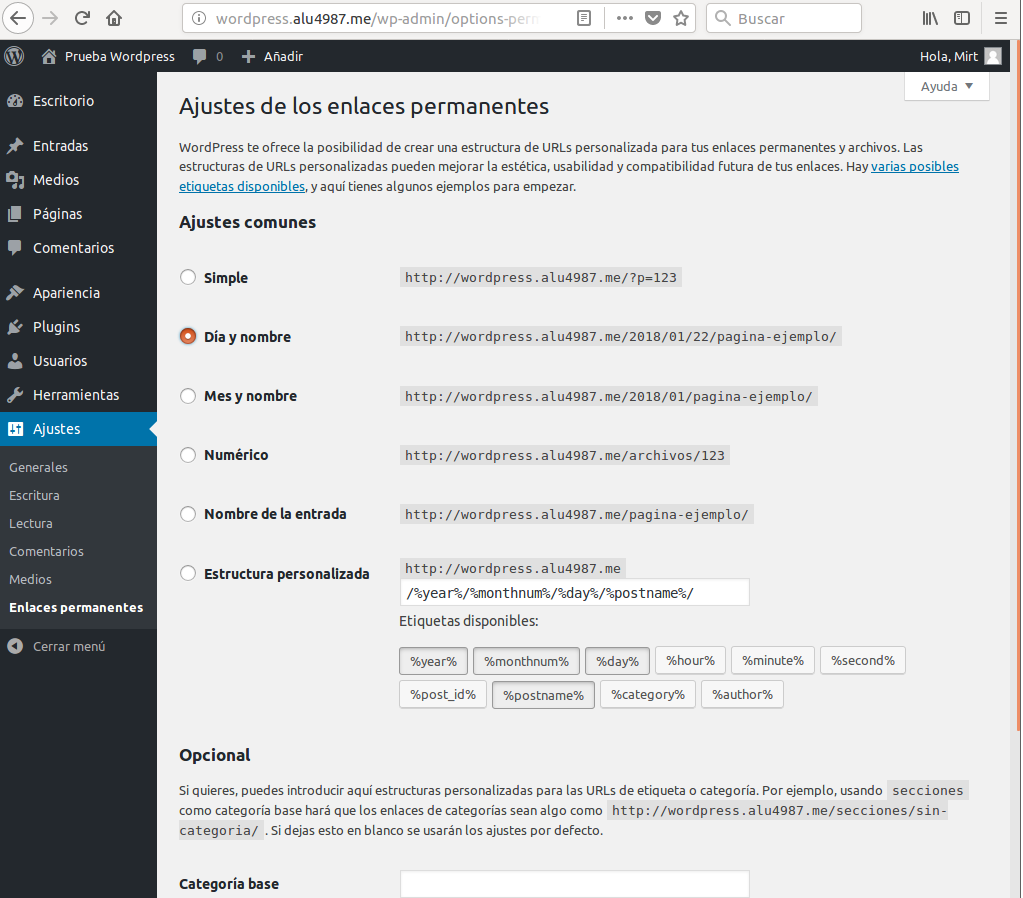 wordpress.alu4987.me/wp-admin/options-perm
Buscar
Prueba Wordpress
0
Añadir
Hola, Mirt
Ayuda
Escritorio
Entradas
Medios
Páginas
Comentarios
Apariencia
Plugins
Usuarios
Herramientas
Ajustes
Generales
Escritura
Lectura
Comentarios
Medios
Enlaces permanentes
Cerrar menú
Ajustes de los enlaces permanentes
WordPress te ofrece la posibilidad de crear una estructura de URLs personalizada para tus enlaces permanentes y archivos. Las
estructuras de URLs personalizadas pueden mejorar la estética, usabilidad y compatibilidad futura de tus enlaces. Hay varias posibles
etiquetas disponibles, y aquí tienes algunos ejemplos para empezar.
Ajustes comunes
Simple http://wordpress.alu4987.me/?p=123
Día y nombre http://wordpress.alu4987.me/2018/01/22/pagina-ejemplo/
Mes y nombre http://wordpress.alu4987.me/2018/01/pagina-ejemplo/
Numérico http://wordpress.alu4987.me/archivos/123
Nombre de la entrada http://wordpress.alu4987.me/pagina-ejemplo/
Estructura personalizada http://wordpress.alu4987.me
/%year%/%monthnum%/%day%/%postname%/
Etiquetas disponibles:
%year% %monthnum% %day% %hour% %minute% %second%
%post_id% %postname% %category% %author%
Opcional
Si quieres, puedes introducir aquí estructuras personalizadas para las URLs de etiqueta o categoría. Por ejemplo, usando secciones
como categoría base hará que los enlaces de categorías sean algo como http://wordpress.alu4987.me/secciones/sin-
categoria/ . Si dejas esto en blanco se usarán los ajustes por defecto.
Categoría base